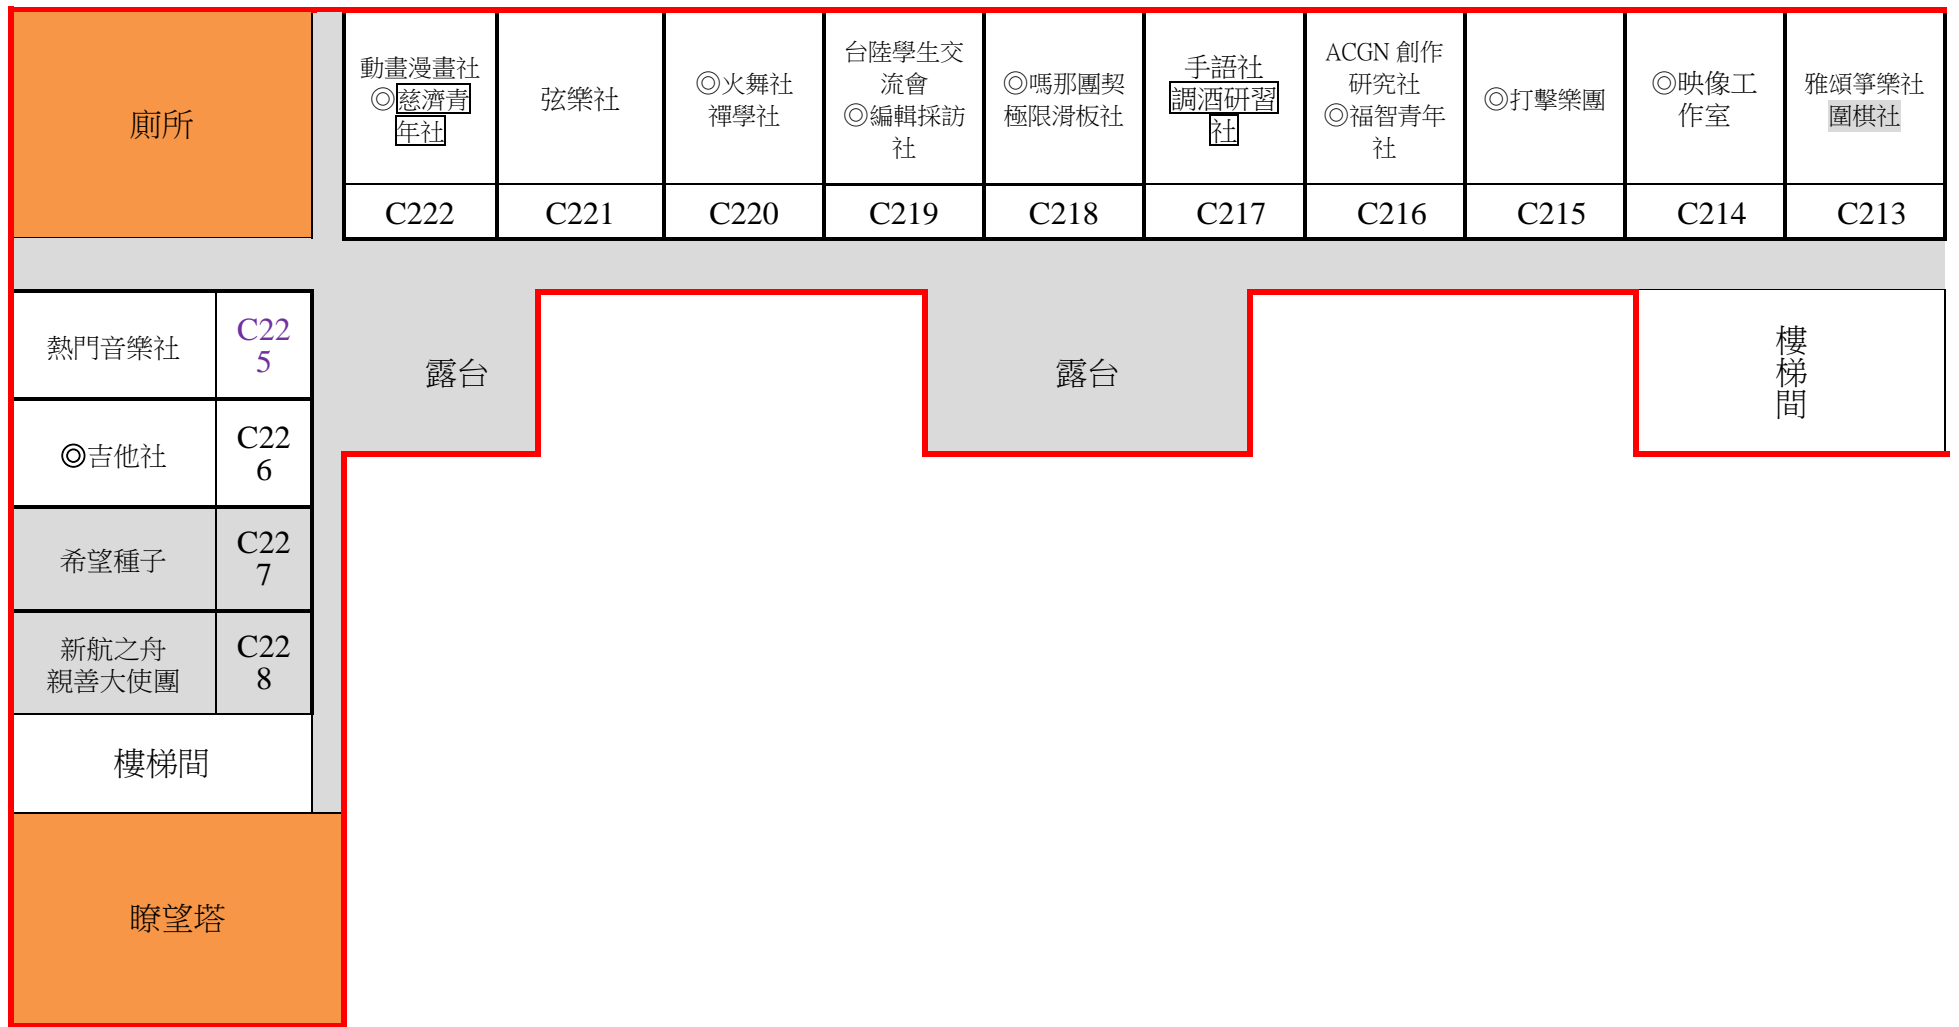 廁所
動畫漫畫社
◎慈濟青
年社
弦樂社
◎火舞社
禪學社
台陸學生交
流會
◎編輯採訪
社
◎嗎那團契
極限滑板社
手語社
調酒研習
社
ACGN 創作
研究社
◎福智青年
社
◎打擊樂團
◎映像工
作室
雅頌箏樂社
圍棋社
C222
C221
C220
C219
C218
C217
C216
C215
C214
C213
熱門音樂社
C22
5
露台
露台
樓梯間
◎吉他社
C22
6
希望種子
C22
7
新航之舟
親善大使團
C22
8
樓梯間
瞭望塔